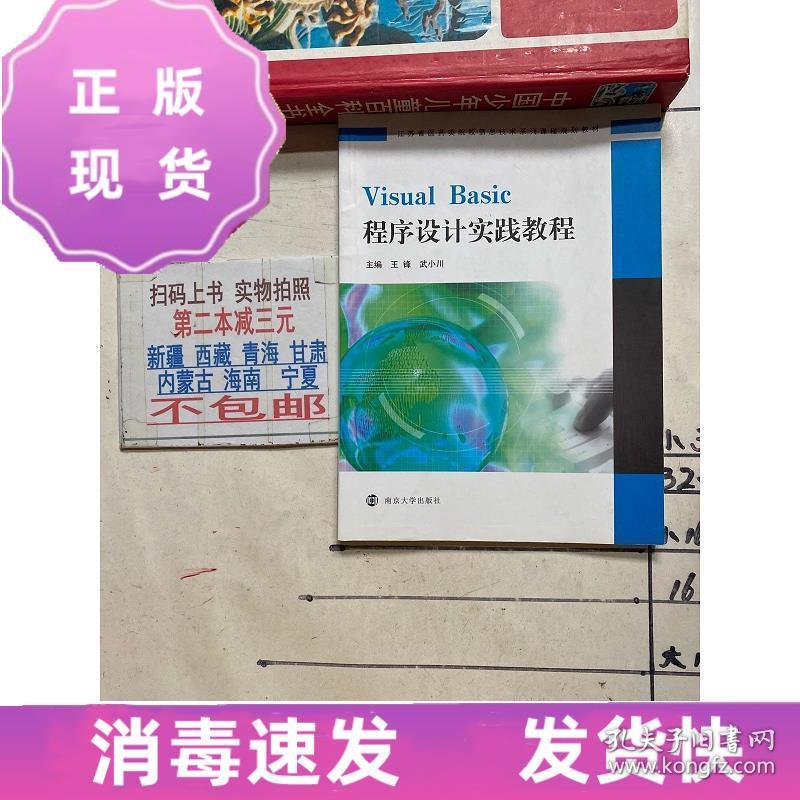 正版
现货
中国少年儿童百科全书
江苏省医药类院校信息技术系列课程规划教材
Visual Basic
程序设计实践教程
主编 王锋 武小川
南京大学出版社
扫码上书 实物拍照
第二本减三元
新疆 西藏 青海 甘肃
内蒙古 海南 宁夏
不包邮
小3
32
16
消毒速发 发货快
孔夫子旧书网
www.kongfz.com